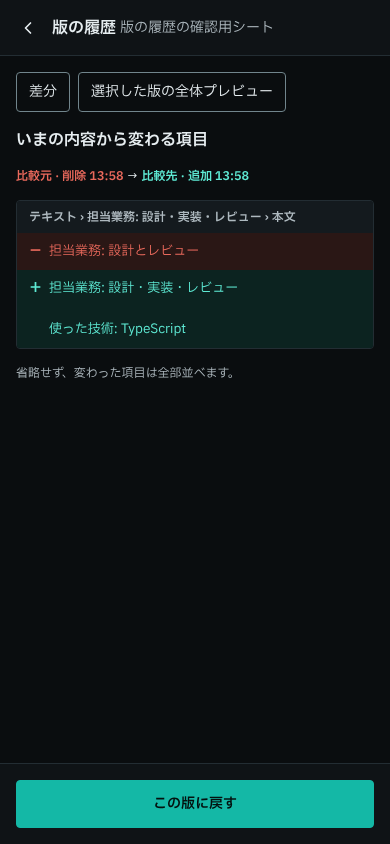 版の履歴 版の履歴の確認用シート
差分 選択した版の全体プレビュー
いまの内容から変わる項目
比較元 · 削除 13:58 → 比較先 · 追加 13:58
テキスト › 担当業務: 設計・実装・レビュー › 本文
− 担当業務: 設計とレビュー
+ 担当業務: 設計・実装・レビュー
使った技術: TypeScript
省略せず、変わった項目は全部並べます。
この版に戻す